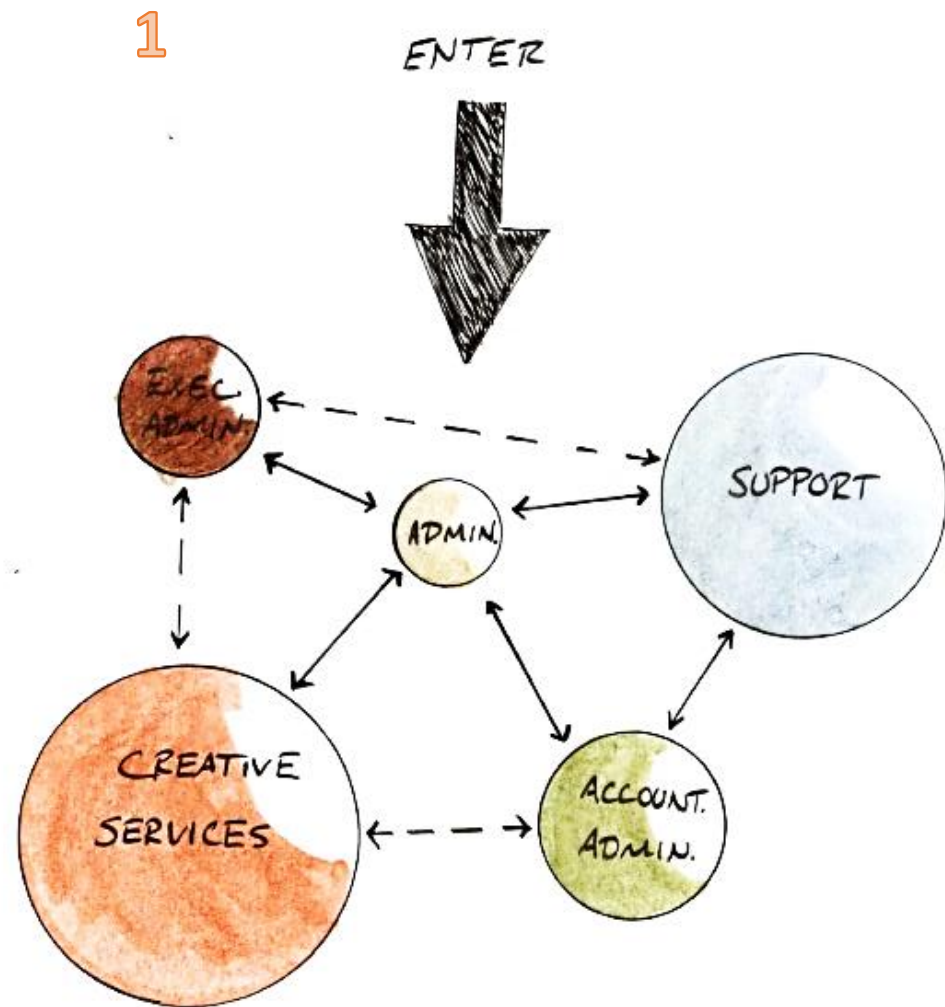 1
ENTER
EXEC
ADMIN.
ADMIN.
SUPPORT
CREATIVE
SERVICES
ACCOUNT.
ADMIN.